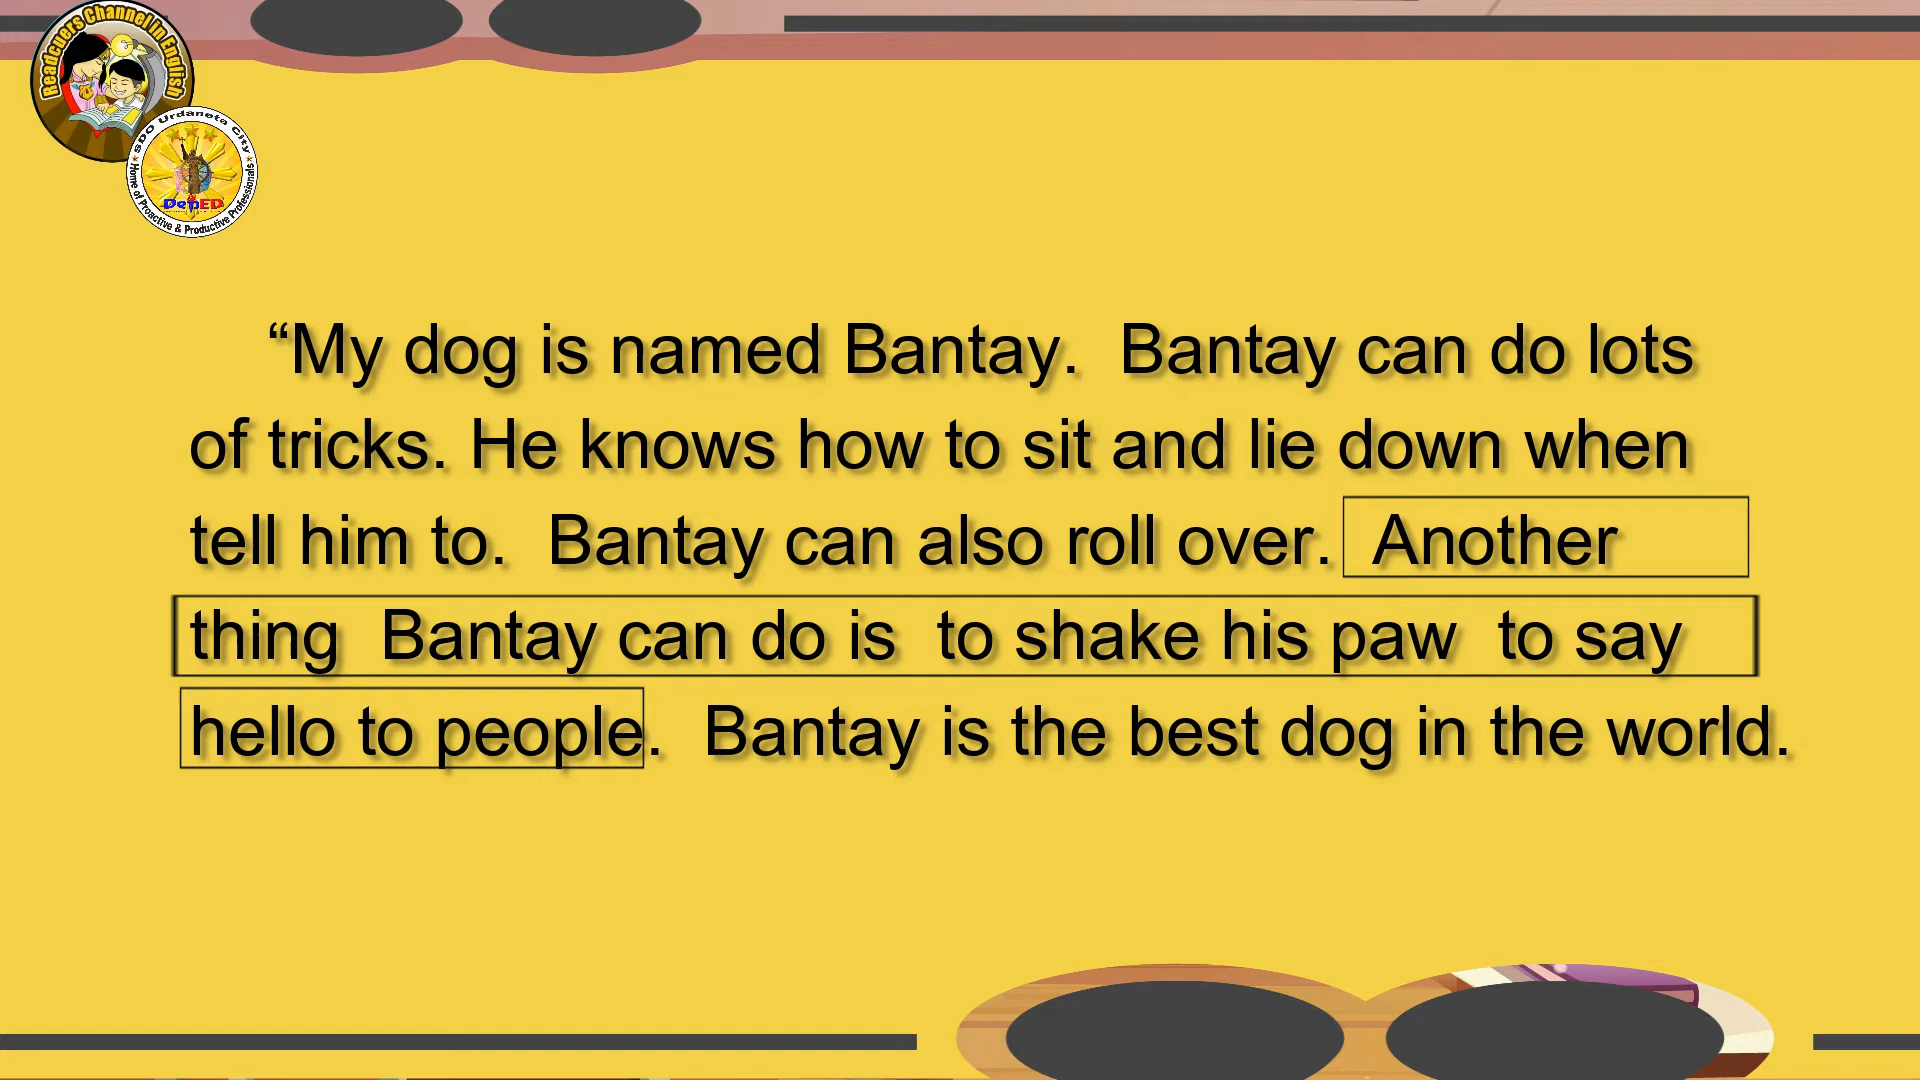 Readcuers Channel in English
SDO Urdaneta City
DepED
Home of Proactive & Productive Professionals
“My dog is named Bantay. Bantay can do lots
of tricks. He knows how to sit and lie down when
tell him to. Bantay can also roll over. Another
thing Bantay can do is to shake his paw to say
hello to people. Bantay is the best dog in the world.